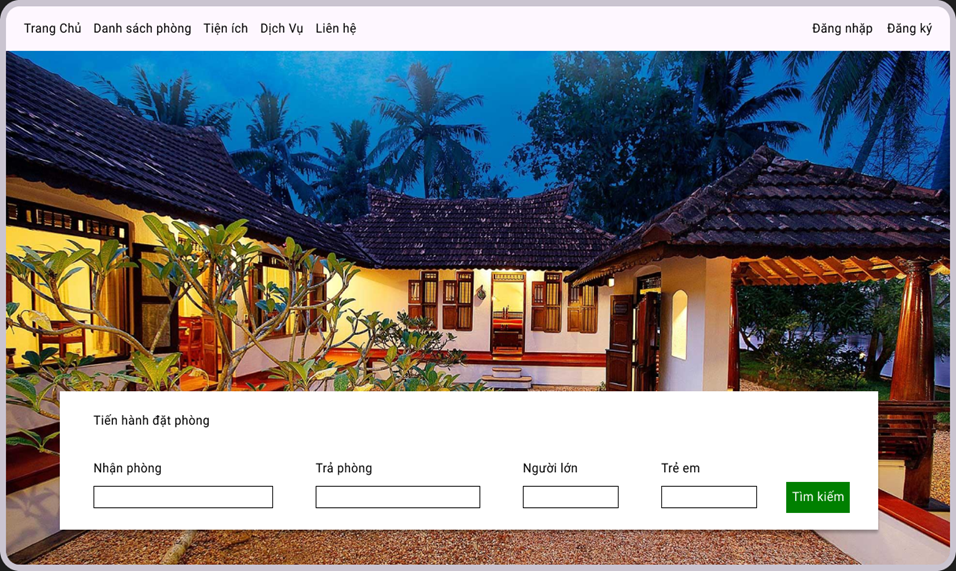 Trang Chủ Danh sách phòng Tiện ích Dịch Vụ Liên hệ Đăng nhập Đăng ký
Tiến hành đặt phòng
Nhận phòng Trả phòng Người lớn Trẻ em
Tìm kiếm